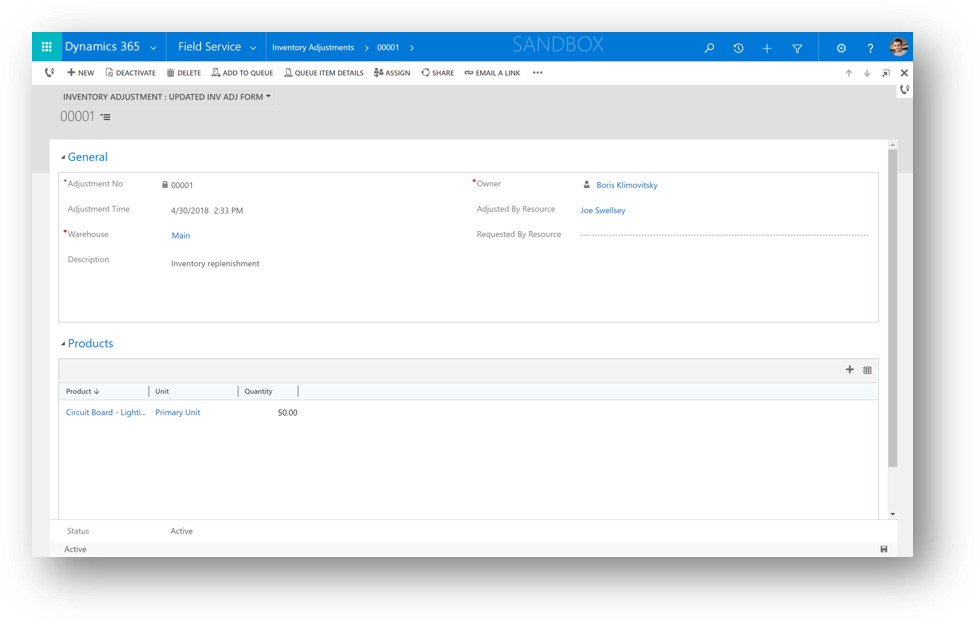 Dynamics 365 Field Service Inventory Adjustments 00001 SANDBOX ?
NEW DEACTIVATE DELETE ADD TO QUEUE QUEUE ITEM DETAILS ASSIGN SHARE EMAIL A LINK
INVENTORY ADJUSTMENT : UPDATED INV ADJ FORM
00001
General
*Adjustment No 00001 *Owner Boris Klimovitsky
Adjustment Time 4/30/2018 2:33 PM Adjusted By Resource Joe Swellsey
*Warehouse Main Requested By Resource
Description Inventory replenishment
Products
Product Unit Quantity
Circuit Board - Lighti... Primary Unit 50.00
Status Active
Active